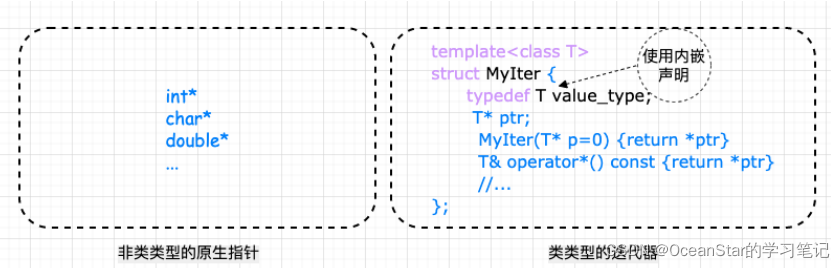 int*
char*
double*
...
非类类型的原生指针
template<class T>
struct MyIter {
typedef T value_type;
T* ptr;
MyIter(T* p=0) {return *ptr}
T& operator*() const {return *ptr}
//...
};
使用内嵌
声明
类类型的迭代器
@OceanStar的学习笔记